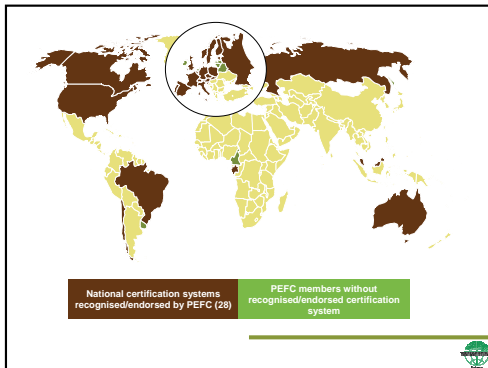 National certification systems
recognised/endorsed by PEFC (28)
PEFC members without
recognised/endorsed certification
system